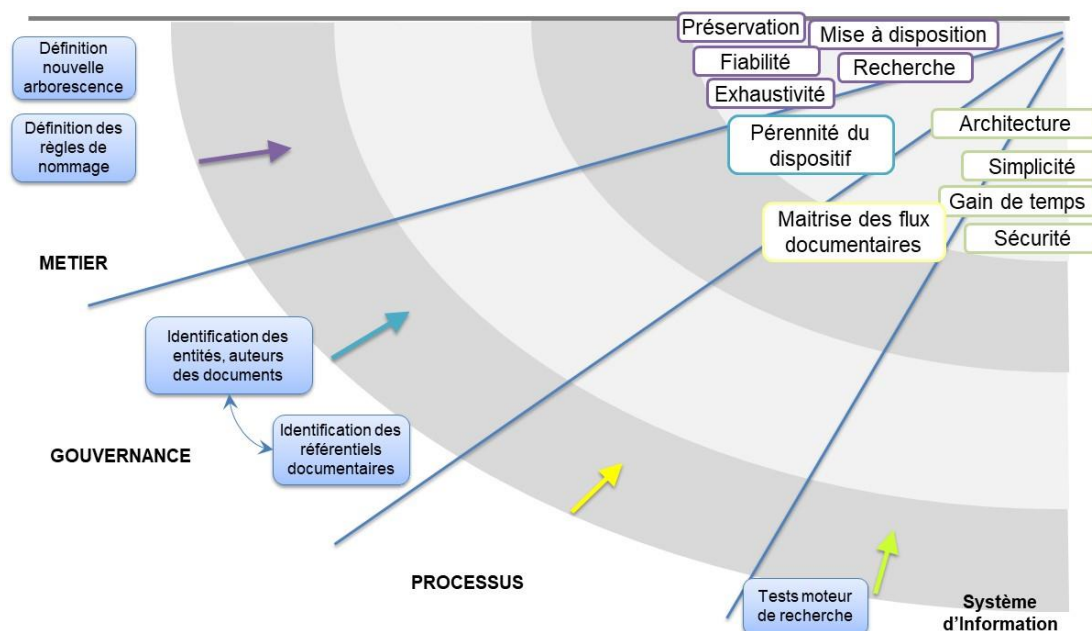 Définition
nouvelle
arborescence
Définition des
règles de
nommage
METIER
Préservation
Mise à disposition
Fiabilité
Recherche
Exhaustivité
Pérennité du
dispositif
Architecture
Simplicité
Gain de temps
Sécurité
Maitrise des flux
documentaires
Identification des
entités, auteurs
des documents
GOUVERNANCE
Identification des
référentiels
documentaires
PROCESSUS
Tests moteur
de recherche
Système
d'Information